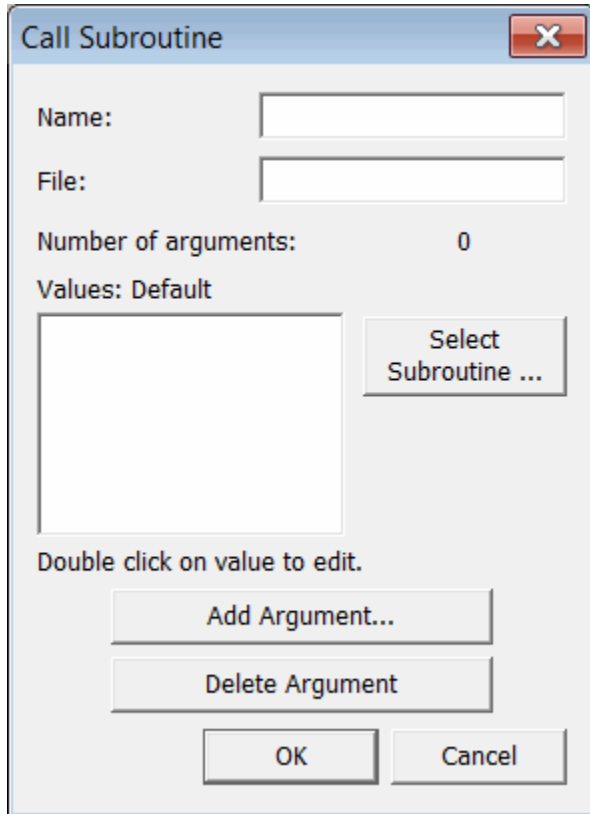 Call Subroutine
Name:
File:
Number of arguments: 0
Values: Default
Select
Subroutine ...
Double click on value to edit.
Add Argument...
Delete Argument
OK Cancel